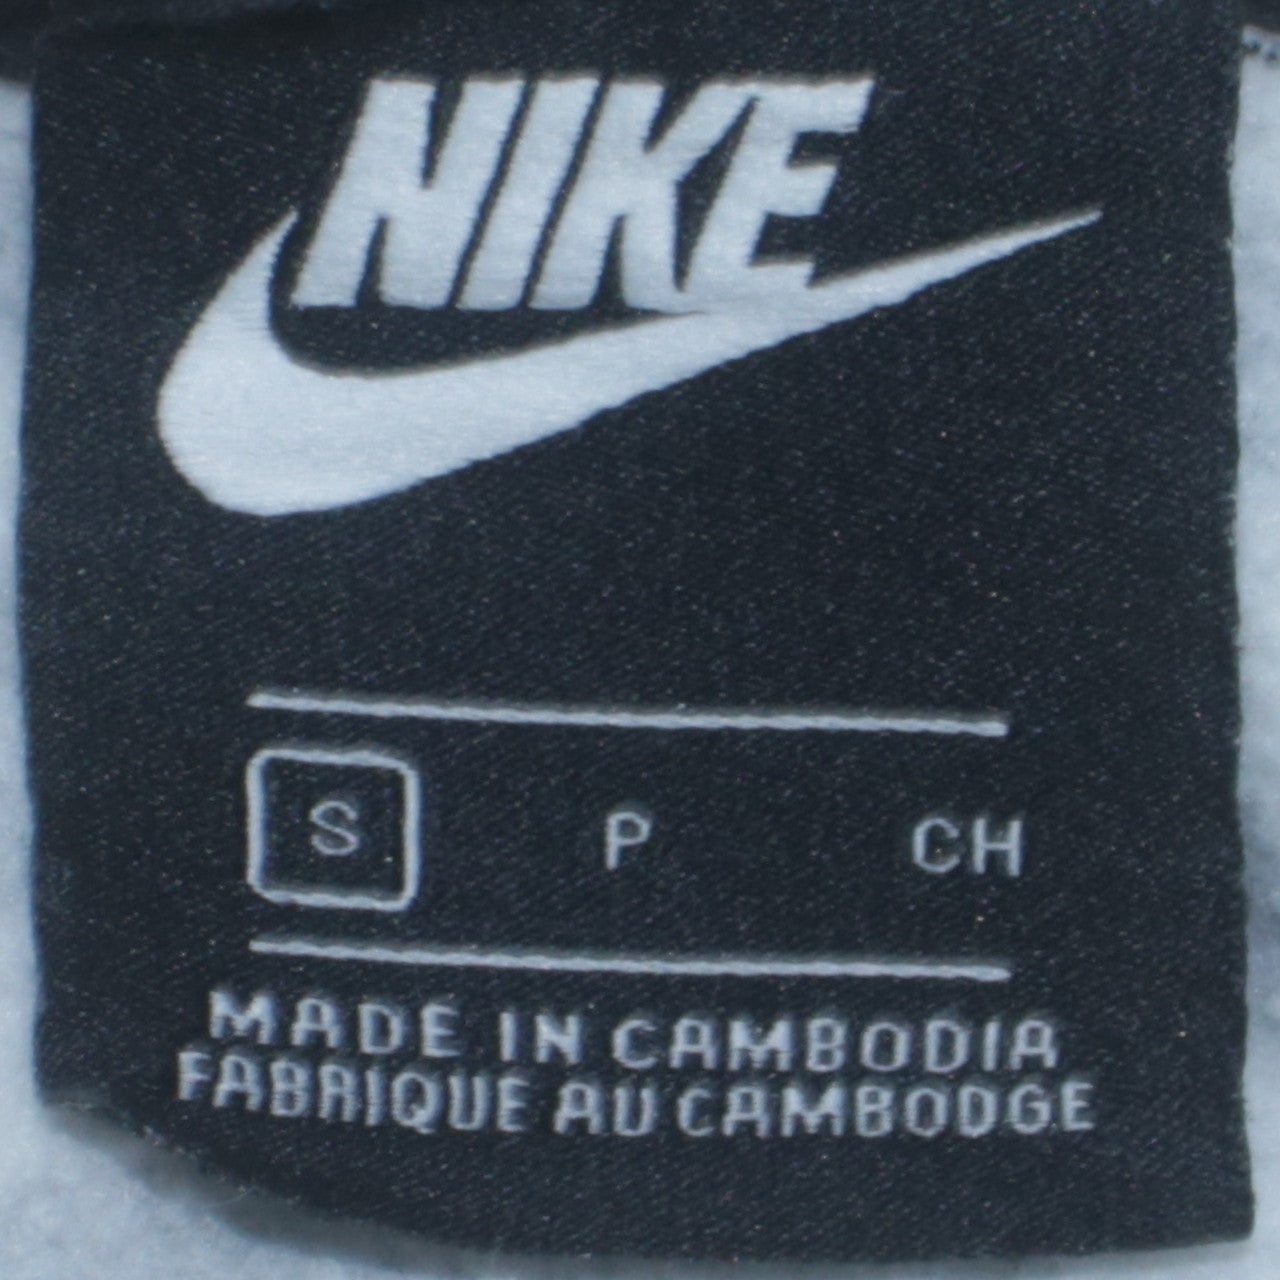 NIKE
S P CH
MADE IN CAMBODIA
FABRIQUE AU CAMBODGE